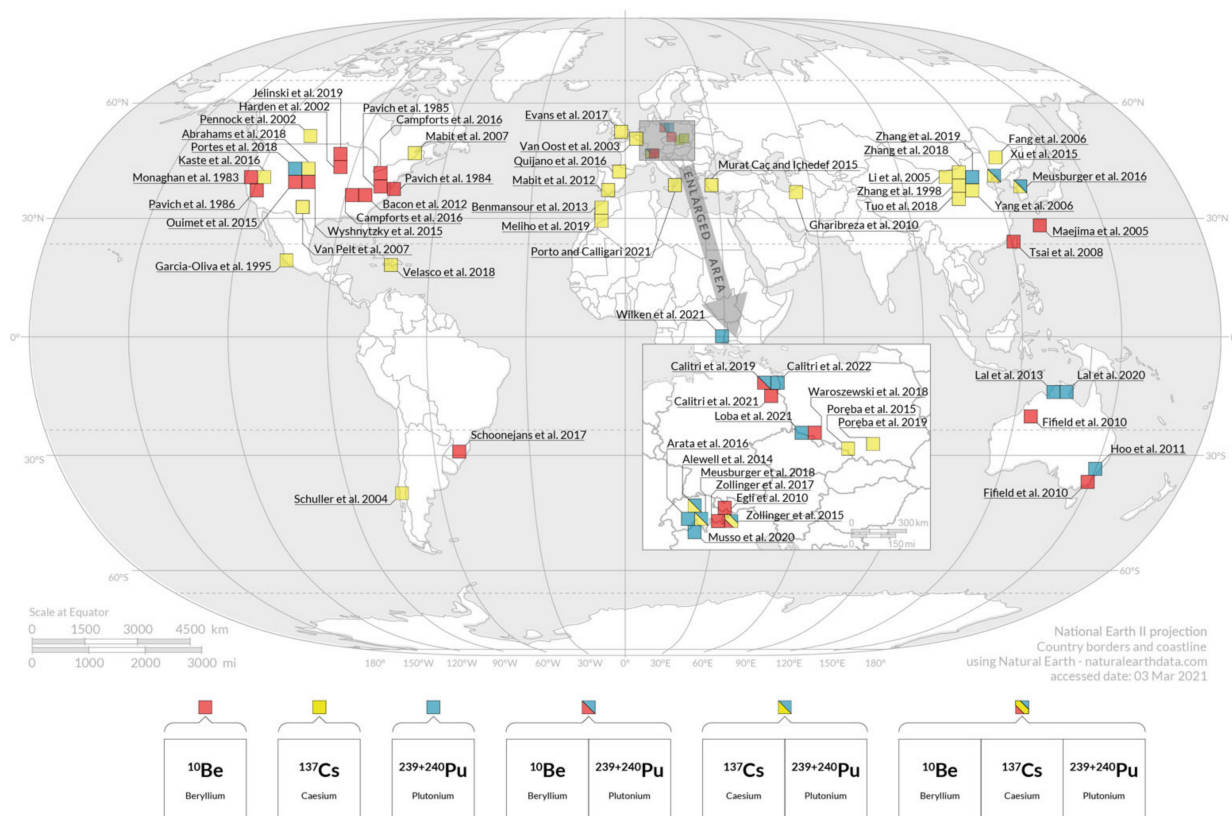 Jelinski et al. 2019
Harden et al. 2002
Pennock et al. 2002
Abrahams et al. 2018
Portes et al. 2018
Kaste et al. 2016
Monaghan et al. 1983
Pavich et al. 1986
Ouimet et al. 2015
Garcia-Oliva et al. 1995
Pavich et al. 1985
Campforts et al. 2016
Mabit et al. 2007
Pavich et al. 1984
Bacon et al. 2012
Campforts et al. 2016
Wyshnytzky et al. 2015
Van Pelt et al. 2007
Velasco et al. 2018
Evans et al. 2017
Van Oost et al. 2003
Quijano et al. 2016
Mabit et al. 2012
Benmansour et al. 2013
Meliho et al. 2019
Porto and Calligari 2021
Murat Caç and Içhedef 2015
Gharibreza et al. 2010
Wilken et al. 2021
ENLARGED AREA
Zhang et al. 2019
Zhang et al. 2018
Li et al. 2005
Zhang et al. 1998
Tuo et al. 2018
Fang et al. 2006
Xu et al. 2015
Meusburger et al. 2016
Yang et al. 2006
Maejima et al. 2005
Tsai et al. 2008
Schoonejans et al. 2017
Schuller et al. 2004
Lal et al. 2013
Lal et al. 2020
Fifield et al. 2010
Hoo et al. 2011
Fifield et al. 2010
Calitri et al. 2019
Calitri et al. 2022
Calitri et al. 2021
Waroszewski et al. 2018
Loba et al. 2021
Poręba et al. 2015
Poręba et al. 2019
Arata et al. 2016
Alewell et al. 2014
Meusburger et al. 2018
Zollinger et al. 2017
Egli et al. 2010
Zollinger et al. 2015
Musso et al. 2020
0 300 km
0 150 mi
60°N 60°N
30°N 30°N
0°
30°S 30°S
60°S 60°S
180° 150°W 120°W 90°W 60°W 30°W 0° 30°E 60°E 90°E 120°E 150°E 180°
Scale at Equator
0 1500 3000 4500 km
0 1000 2000 3000 mi
National Earth II projection
Country borders and coastline
using Natural Earth - naturalearthdata.com
accessed date: 03 Mar 2021
¹⁰Be ¹³⁷Cs ²³⁹⁺²⁴⁰Pu ¹⁰Be ²³⁹⁺²⁴⁰Pu ¹³⁷Cs ²³⁹⁺²⁴⁰Pu ¹⁰Be ¹³⁷Cs ²³⁹⁺²⁴⁰Pu
Beryllium Caesium Plutonium Beryllium Plutonium Caesium Plutonium Beryllium Caesium Plutonium